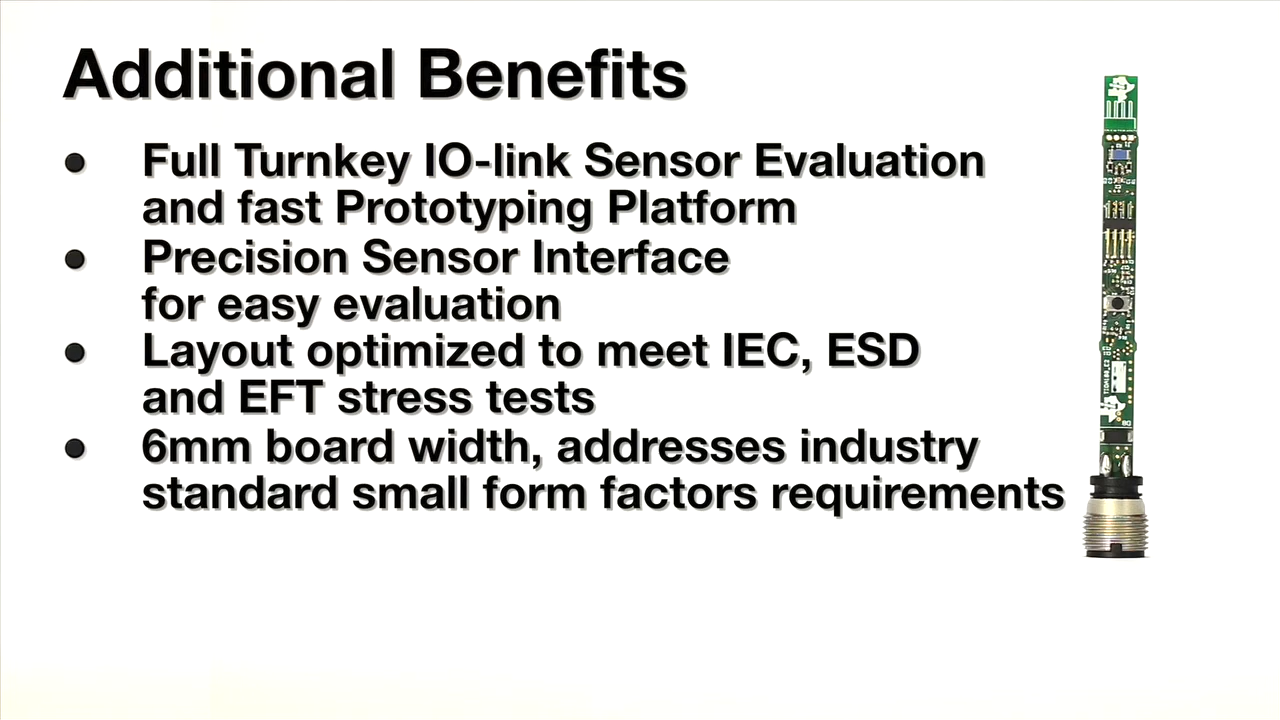 Additional Benefits
• Full Turnkey IO-link Sensor Evaluation
and fast Prototyping Platform
• Precision Sensor Interface
for easy evaluation
• Layout optimized to meet IEC, ESD
and EFT stress tests
• 6mm board width, addresses industry
standard small form factors requirements